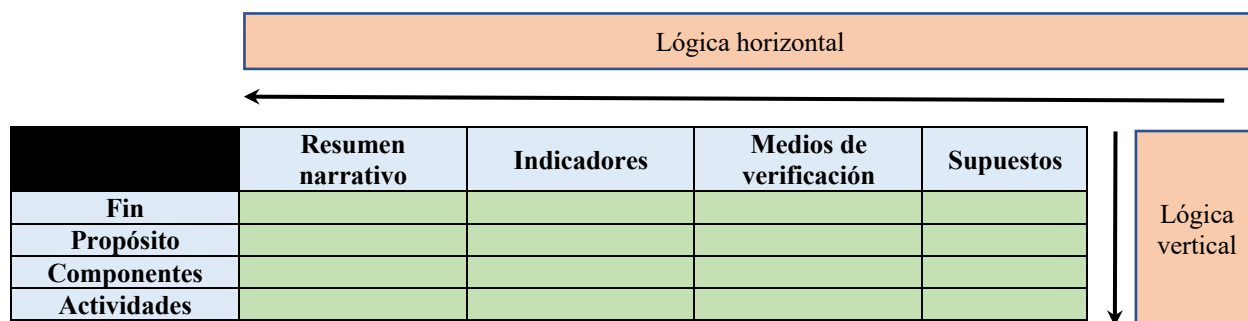 Lógica horizontal
Resumen
narrativo
Indicadores
Medios de
verificación
Supuestos
Fin
Propósito
Componentes
Actividades
Lógica
vertical